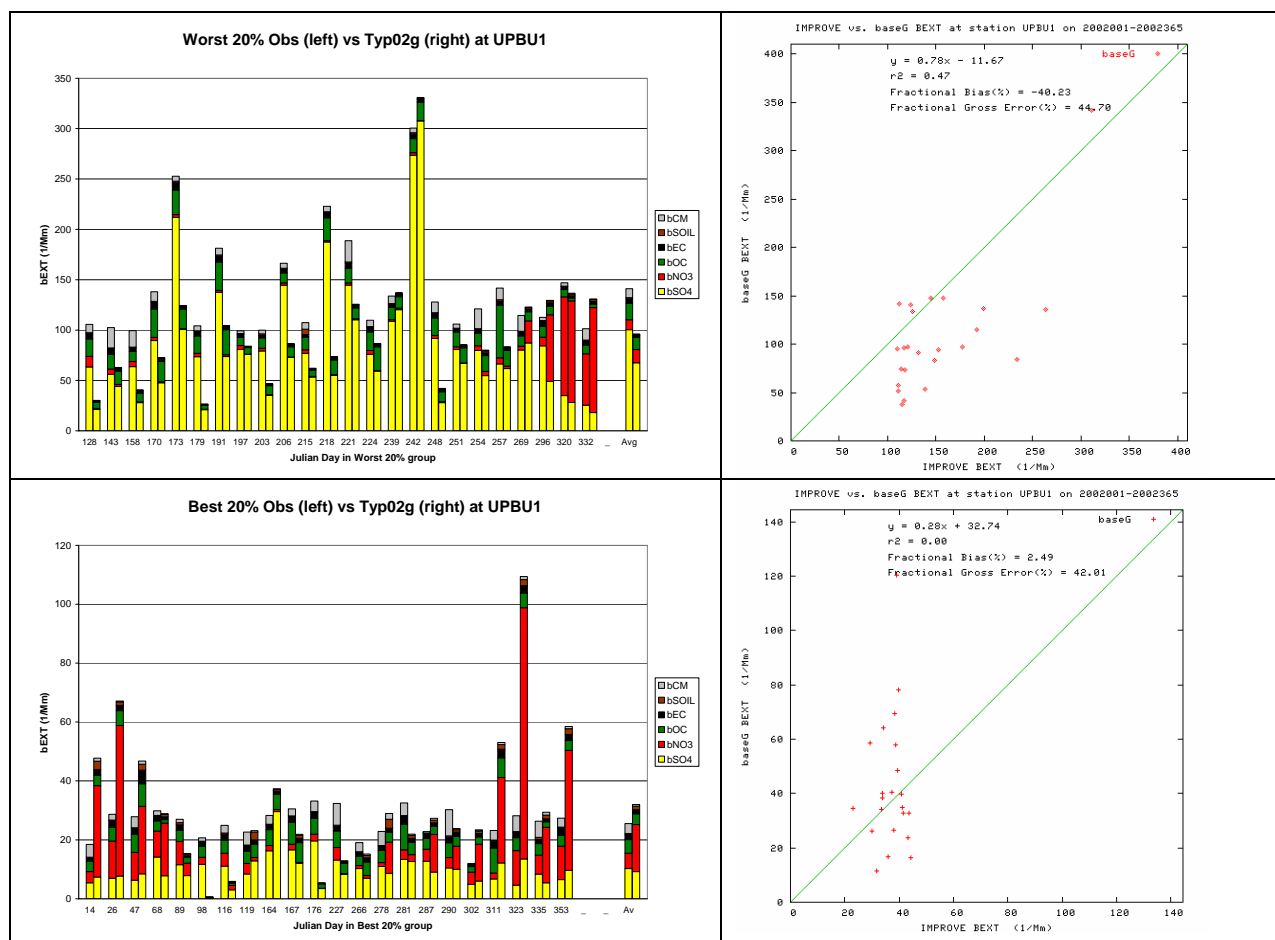 Worst 20% Obs (left) vs Typ02g (right) at UPBU1
350
300
250
200
150
100
50
0
bEXT (1/Mm)
bCM
bSOIL
bEC
bOC
bNO3
bSO4
128 143 158 170 173 179 191 197 203 206 215 218 221 224 239 242 248 251 254 257 269 296 320 332 _ Avg
Julian Day in Worst 20% group
IMPROVE vs. baseG BEXT at station UPBU1 on 2002001-2002365
400
350
300
250
200
150
100
50
0
baseG BEXT (1/Mm)
baseG
y = 0.78x - 11.67
r2 = 0.47
Fractional Bias(%) = -40.23
Fractional Gross Error(%) = 44.70
0 50 100 150 200 250 300 350 400
IMPROVE BEXT (1/Mm)
Best 20% Obs (left) vs Typ02g (right) at UPBU1
120
100
80
60
40
20
0
bEXT (1/Mm)
bCM
bSOIL
bEC
bOC
bNO3
bSO4
14 26 47 68 89 98 116 119 164 167 176 227 266 278 281 287 290 302 311 323 335 353 _ _ Av
Julian Day in Best 20% group
IMPROVE vs. baseG BEXT at station UPBU1 on 2002001-2002365
140
120
100
80
60
40
20
0
baseG BEXT (1/Mm)
baseG
y = 0.28x + 32.74
r2 = 0.00
Fractional Bias(%) = 2.49
Fractional Gross Error(%) = 42.01
0 20 40 60 80 100 120 140
IMPROVE BEXT (1/Mm)